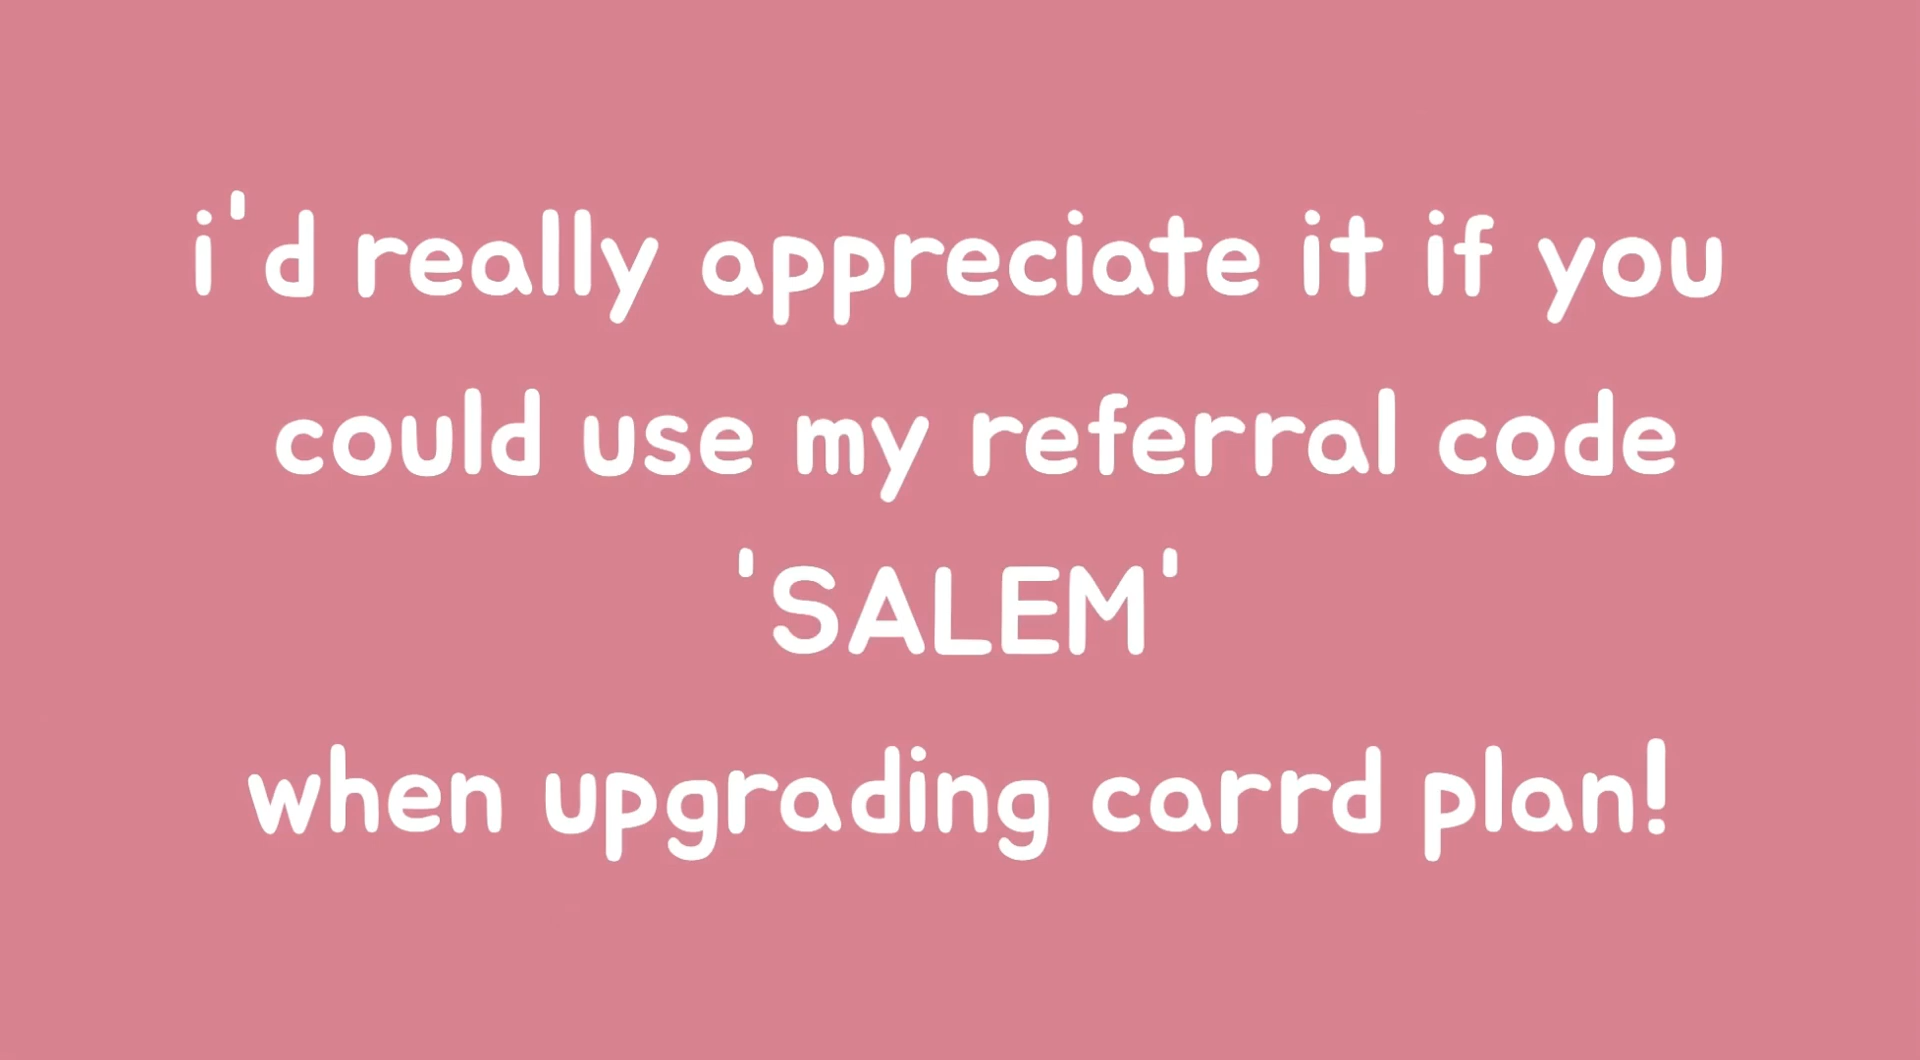 i'd really appreciate it if you
could use my referral code
'SALEM'
when upgrading carrd plan!